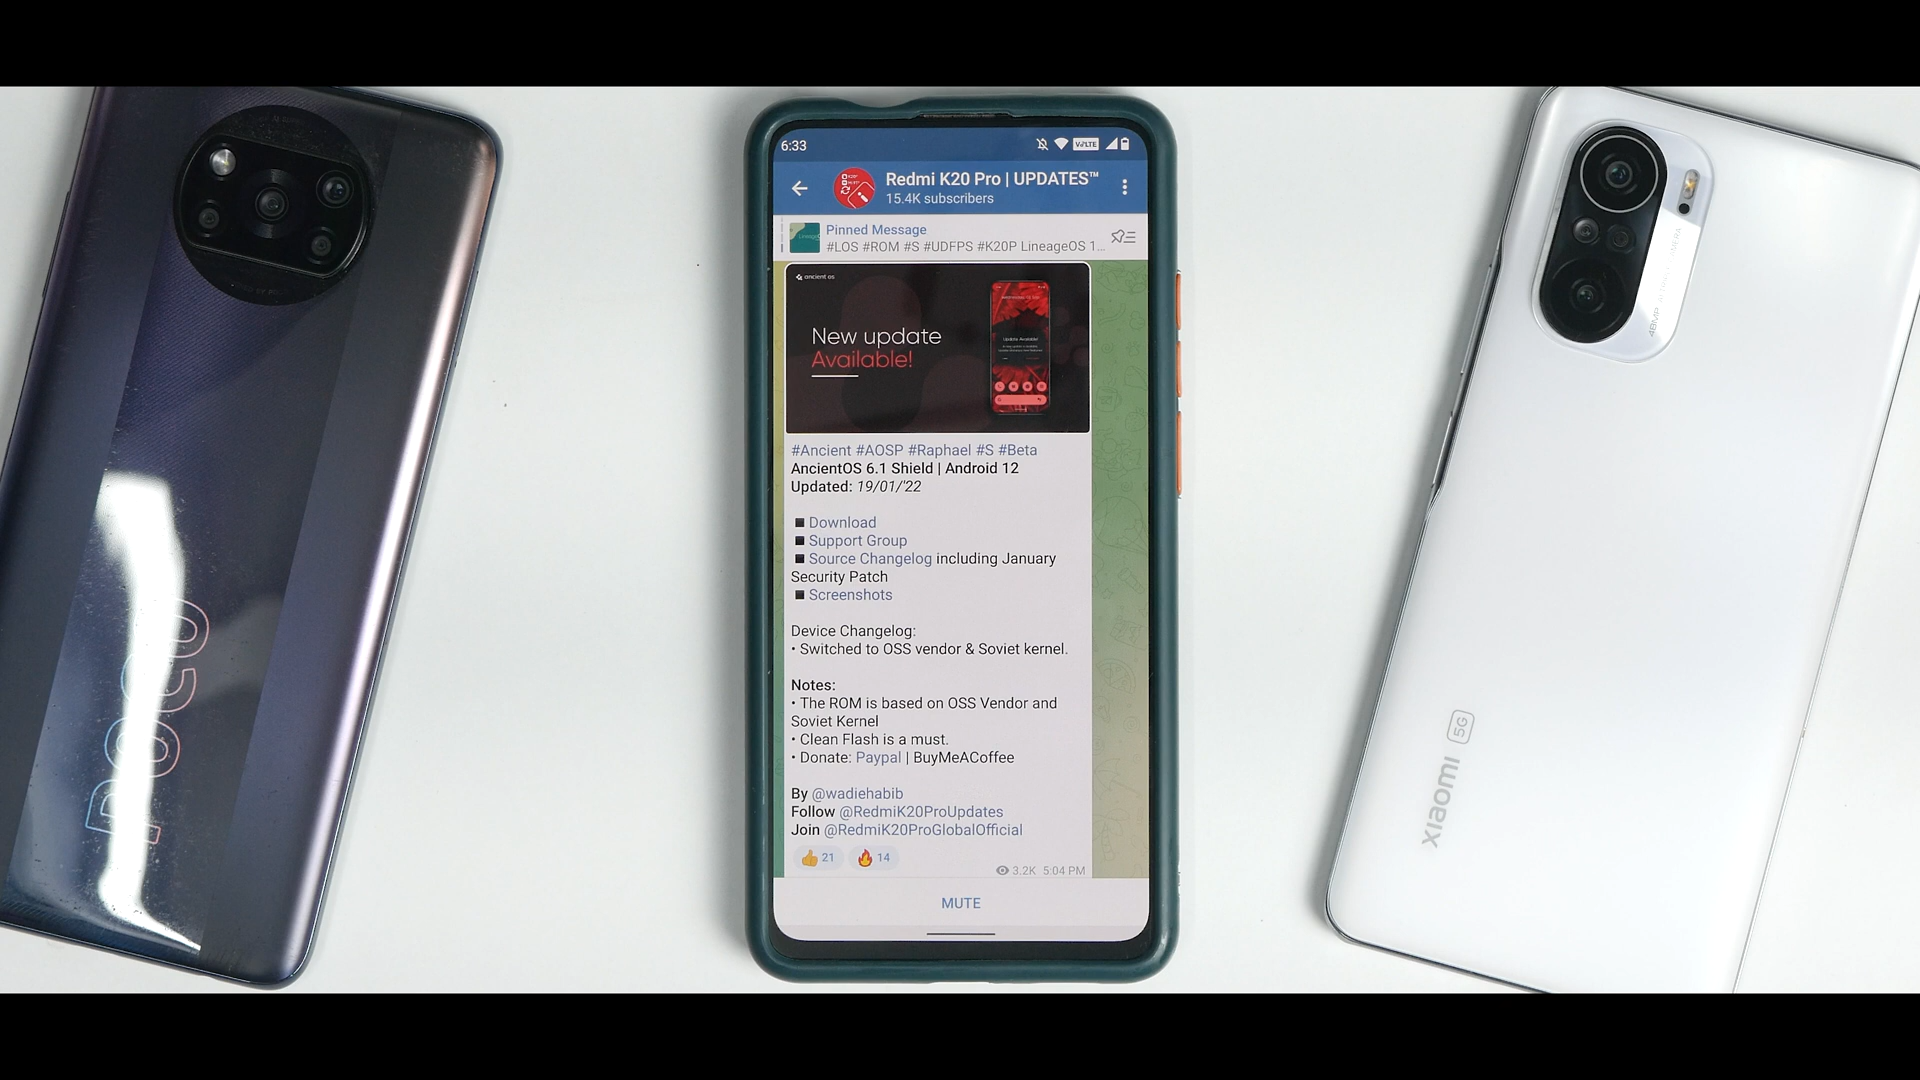 6:33
VoLTE
Redmi K20 Pro | UPDATES™
15.4K subscribers
Pinned Message
#LOS #ROM #S #UDFPS #K20P LineageOS 1...
ancient os
New update
Available!
Update Available!
#Ancient #AOSP #Raphael #S #Beta
AncientOS 6.1 Shield | Android 12
Updated: 19/01/'22
Download
Support Group
Source Changelog including January
Security Patch
Screenshots
Device Changelog:
• Switched to OSS vendor & Soviet kernel.
Notes:
• The ROM is based on OSS Vendor and
Soviet Kernel
• Clean Flash is a must.
• Donate: Paypal | BuyMeACoffee
By @wadiehabib
Follow @RedmiK20ProUpdates
Join @RedmiK20ProGlobalOfficial
👍 21 🔥 14
3.2K 5:04 PM
MUTE
POCO
48MP
xiaomi 5G